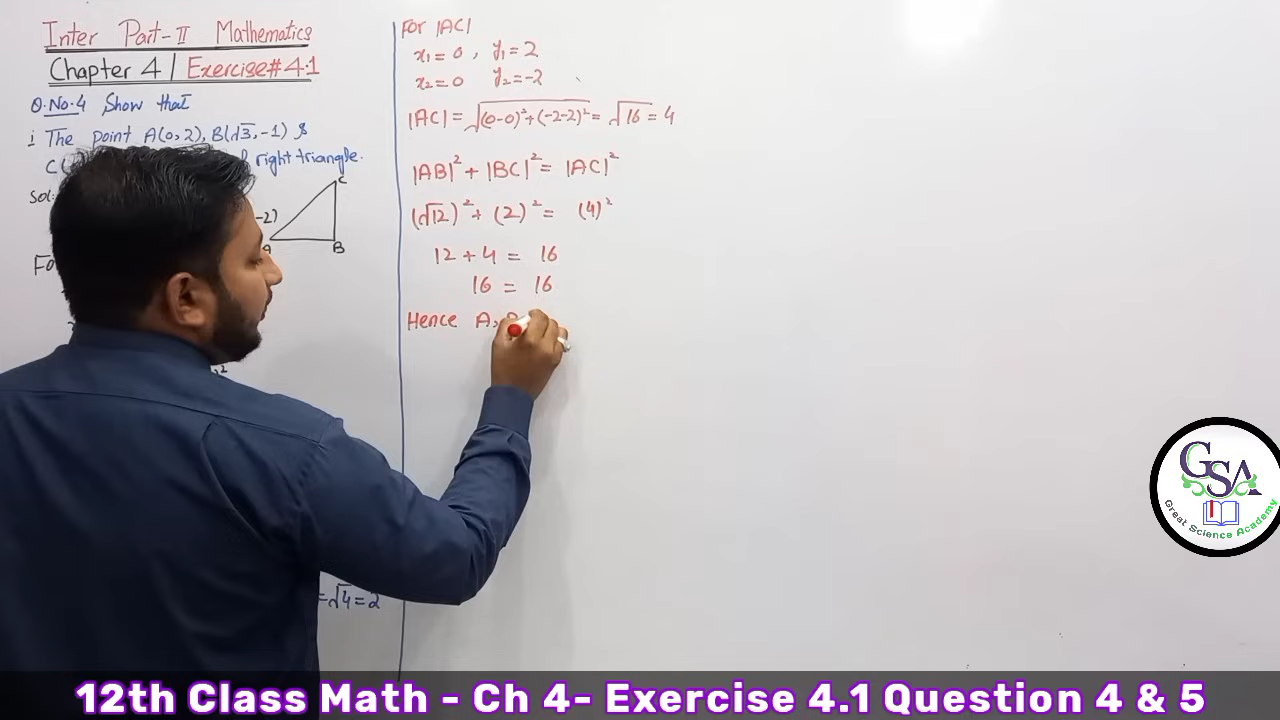 Inter Part-II Mathematics
Chapter 4 | Exercise# 4.1
Q.No.4 Show that
i The point A(0,2), B(√3,-1) &
right triangle.
Sol:
-2)
C
A
B
= √4 = 2
For |AC|
x₁ = 0 , y₁ = 2
x₂ = 0 y₂ = -2
|AC| = √(0-0)²+(-2-2)² = √16 = 4
|AB|² + |BC|² = |AC|²
(√12)² + (2)² = (4)²
12 + 4 = 16
16 = 16
Hence A,
GSA
Great Science Academy
12th Class Math - Ch 4- Exercise 4.1 Question 4 & 5